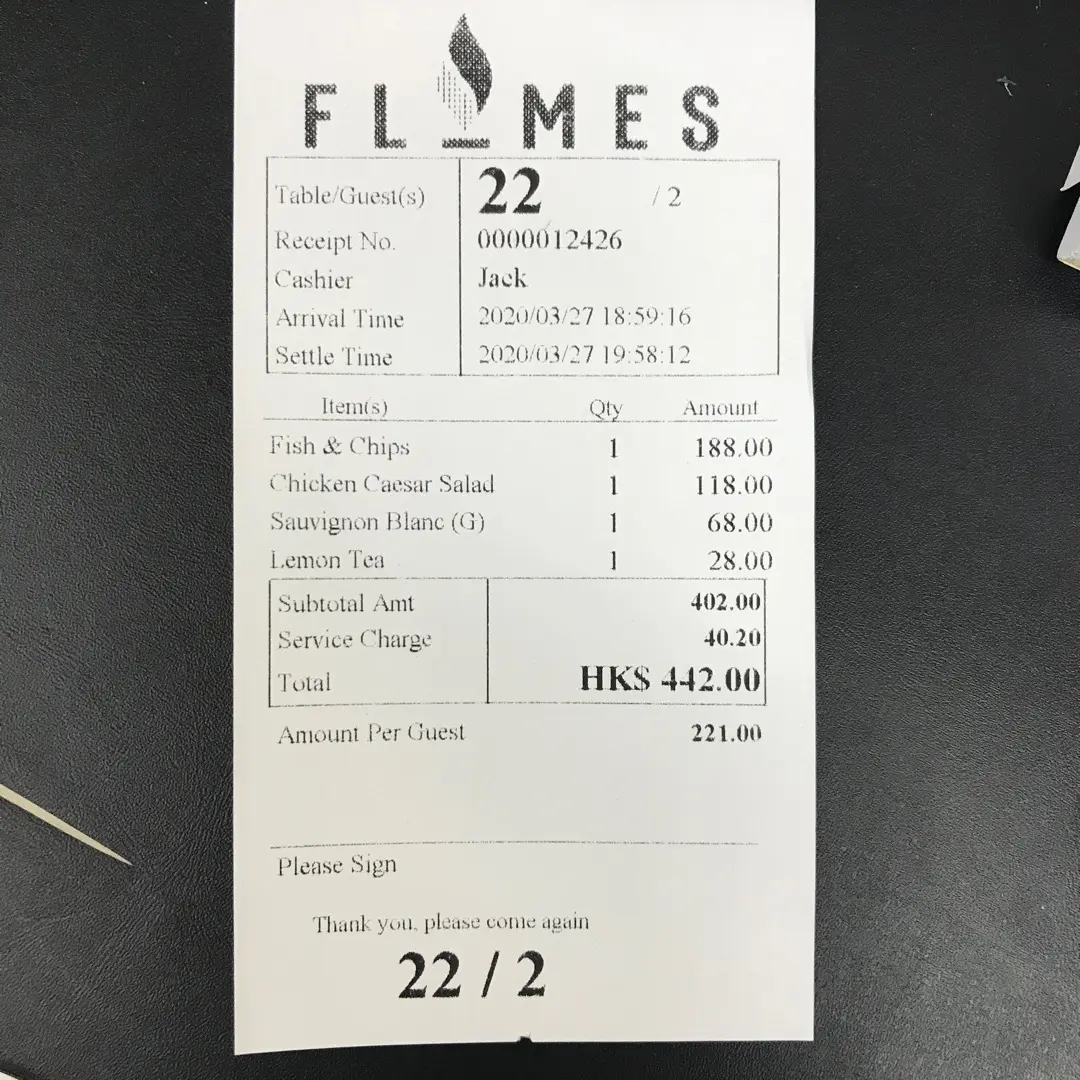 FLAMES
Table/Guest(s) 22 / 2
Receipt No. 0000012426
Cashier Jack
Arrival Time 2020/03/27 18:59:16
Settle Time 2020/03/27 19:58:12
Item(s) Qty Amount
Fish & Chips 1 188.00
Chicken Caesar Salad 1 118.00
Sauvignon Blanc (G) 1 68.00
Lemon Tea 1 28.00
Subtotal Amt 402.00
Service Charge 40.20
Total HK$ 442.00
Amount Per Guest 221.00
Please Sign
Thank you, please come again
22 / 2